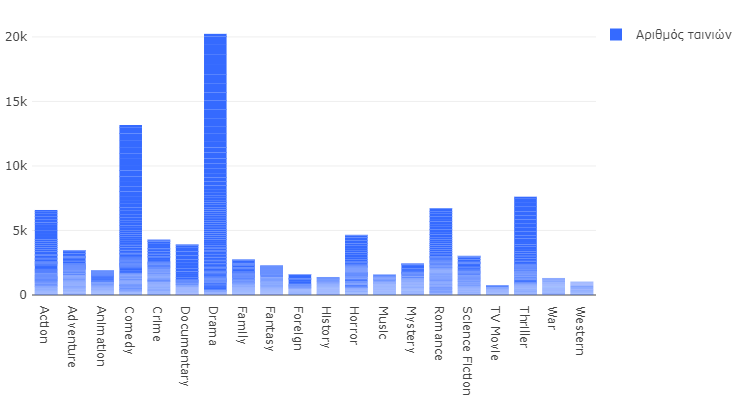 20k
15k
10k
5k
0
Action
Adventure
Animation
Comedy
Crime
Documentary
Drama
Family
Fantasy
Foreign
History
Horror
Music
Mystery
Romance
Science Fiction
TV Movie
Thriller
War
Western
Αριθμός ταινιών